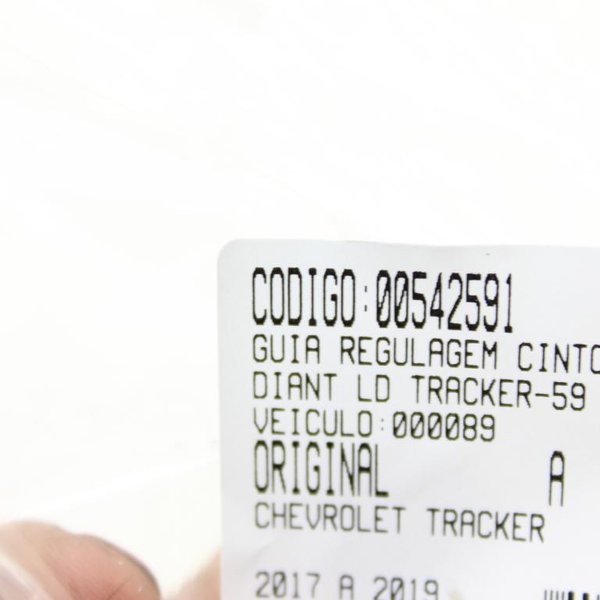 CODIGO:00542591
GUIA REGULAGEM CINTO
DIANT LD TRACKER-59
VEICULO:000089
ORIGINAL A
CHEVROLET TRACKER
2017 A 2019